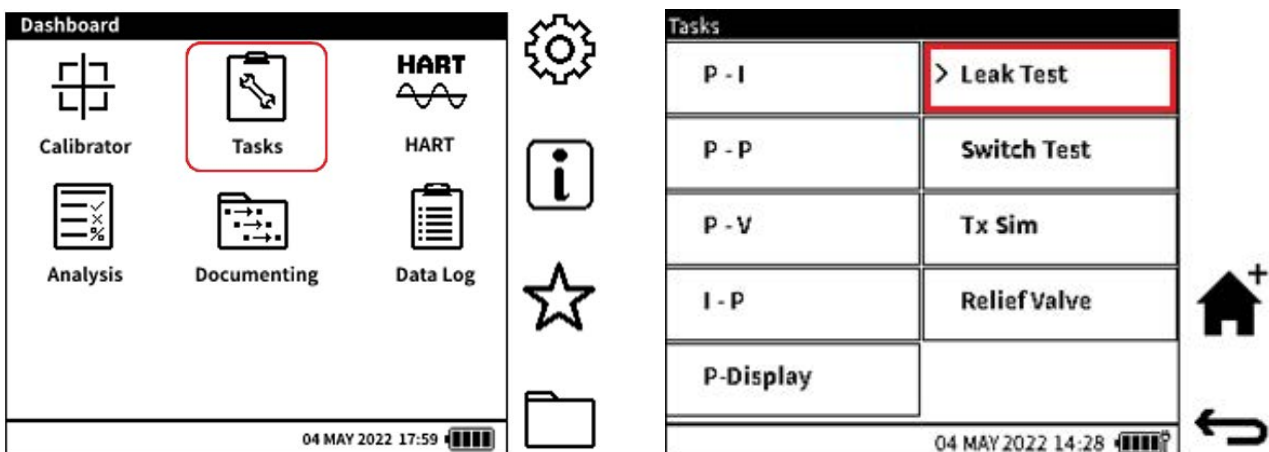 Dashboard
HART
Calibrator Tasks HART
Analysis Documenting Data Log
04 MAY 2022 17:59
Tasks
P - I > Leak Test
P - P Switch Test
P - V Tx Sim
I - P Relief Valve
P-Display
04 MAY 2022 14:28